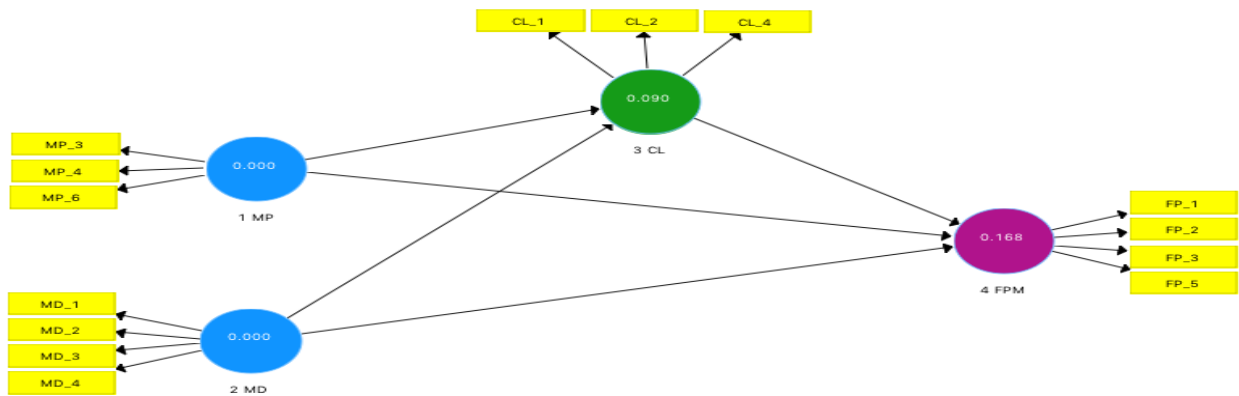 CL_1
CL_2
CL_4
0.090
3 CL
MP_3
MP_4
MP_6
0.000
1 MP
FP_1
FP_2
FP_3
FP_5
0.168
4 FPM
MD_1
MD_2
MD_3
MD_4
0.000
2 MD